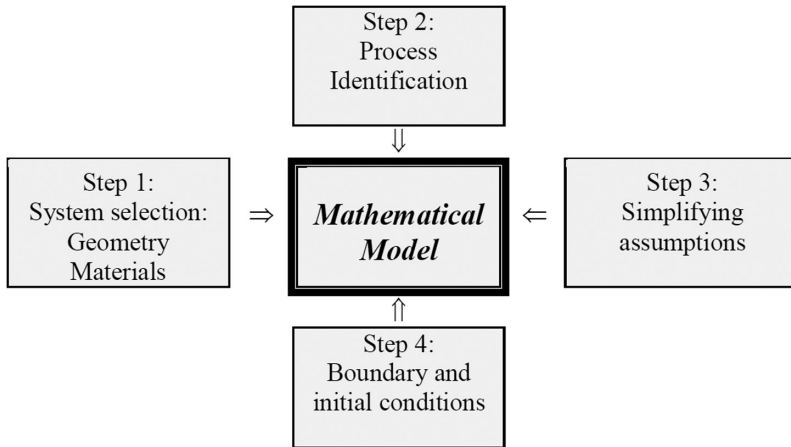 Step 2:
Process
Identification
⇓
Step 1:
System selection:
Geometry
Materials
⇒
Mathematical
Model
⇐
Step 3:
Simplifying
assumptions
⇑
Step 4:
Boundary and
initial conditions